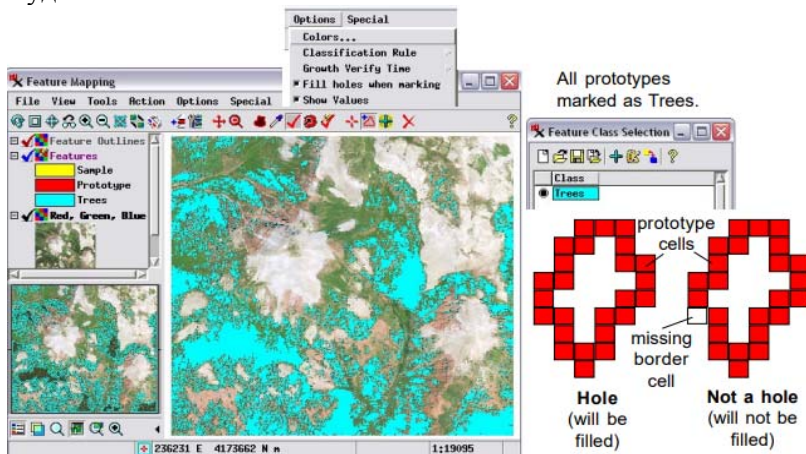 Options Special
Colors...
Classification Rule
Growth Verify Time
Fill holes when marking
Show Values
Feature Mapping
File View Tools Action Options Special
Feature Outlines
Features
Sample
Prototype
Trees
Red, Green, Blue
236231 E 4173662 N m
1:19095
All prototypes
marked as Trees.
Feature Class Selection
Class
Trees
prototype
cells
missing
border
cell
Hole
(will be
filled)
Not a hole
(will not be
filled)